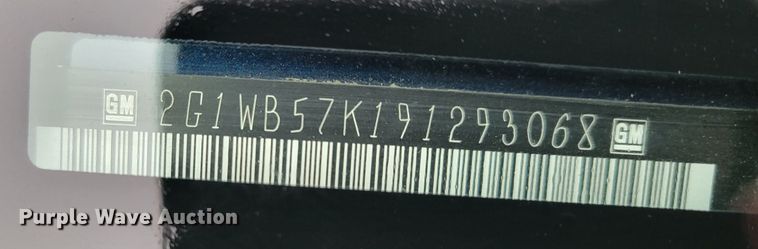 GM 2G1WB57K191293068 GM
Purple Wave Auction